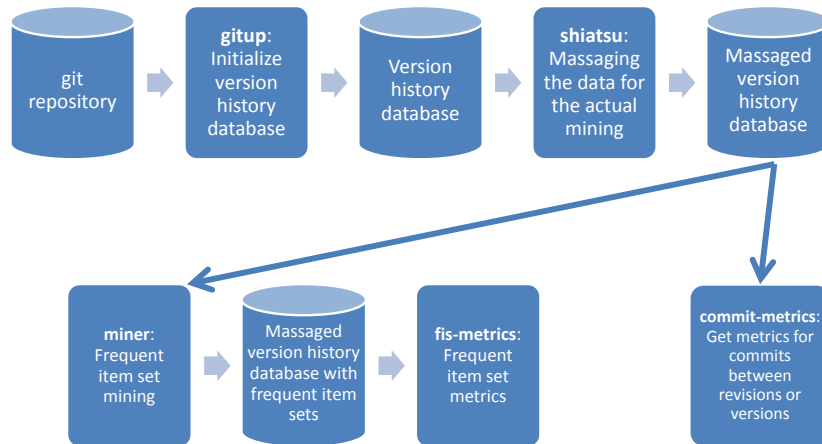 git
repository
gitup:
Initialize
version
history
database
Version
history
database
shiatsu:
Massaging
the data for
the actual
mining
Massaged
version
history
database
miner:
Frequent
item set
mining
Massaged
version history
database with
frequent item
sets
fis-metrics:
Frequent
item set
metrics
commit-metrics:
Get metrics for
commits
between
revisions or
versions